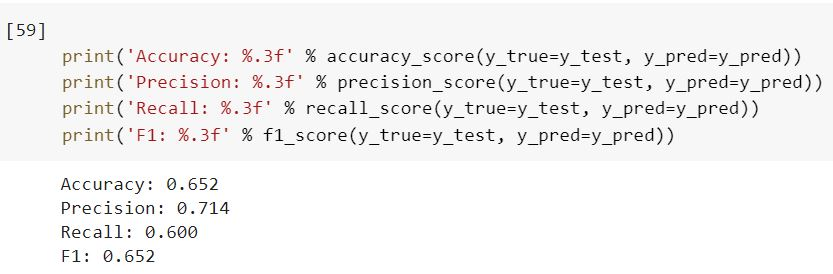 [59]
print('Accuracy: %.3f' % accuracy_score(y_true=y_test, y_pred=y_pred))
print('Precision: %.3f' % precision_score(y_true=y_test, y_pred=y_pred))
print('Recall: %.3f' % recall_score(y_true=y_test, y_pred=y_pred))
print('F1: %.3f' % f1_score(y_true=y_test, y_pred=y_pred))
Accuracy: 0.652
Precision: 0.714
Recall: 0.600
F1: 0.652